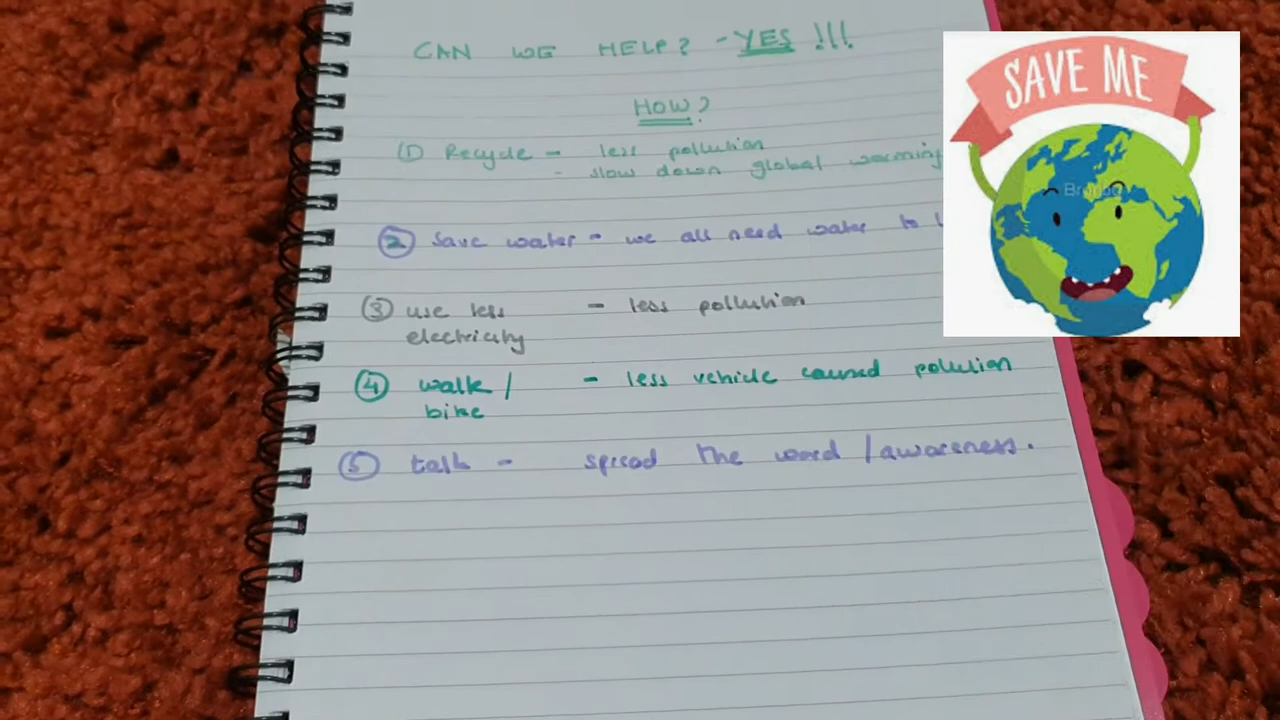 CAN WE HELP? - YES !!!
HOW?
① Recycle - less pollution
- slow down global warming
② Save water - we all need water to
③ use less - less pollution
electricity
④ walk / - less vehicle caused pollution
bike
⑤ talk - spread the word / awareness.
SAVE ME